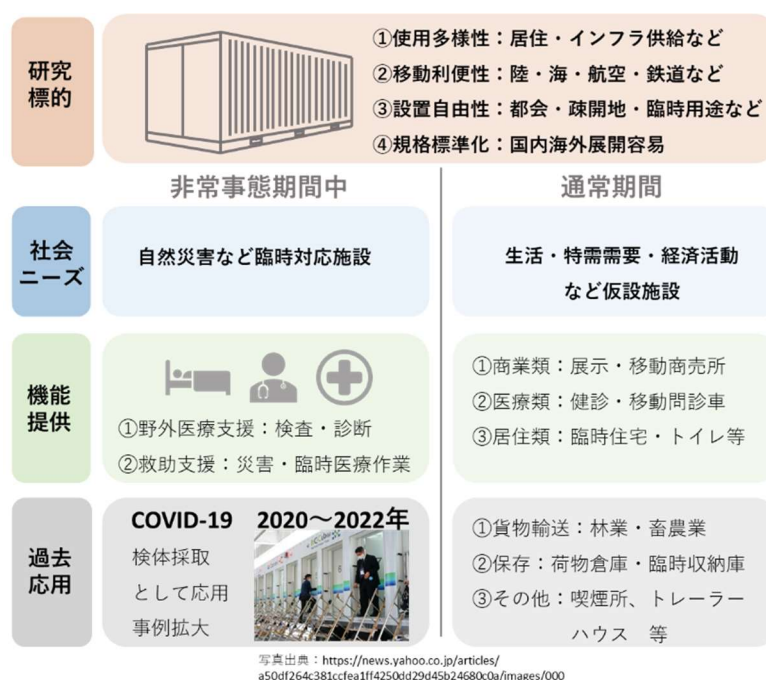 研究
標的
①使用多様性：居住・インフラ供給など
②移動利便性：陸・海・航空・鉄道など
③設置自由性：都会・疎開地・臨時用途など
④規格標準化：国内海外展開容易
非常事態期間中
通常期間
社会
ニーズ
自然災害など臨時対応施設
生活・特需需要・経済活動
など仮設施設
機能
提供
①野外医療支援：検査・診断
②救助支援：災害・臨時医療作業
①商業類：展示・移動商売所
②医療類：健診・移動問診車
③居住類：臨時住宅・トイレ等
過去
応用
COVID-19 2020～2022年
検体採取
として応用
事例拡大
①貨物輸送：林業・畜農業
②保存：荷物倉庫・臨時収納庫
③その他：喫煙所、トレーラー
ハウス 等
写真出典：https://news.yahoo.co.jp/articles/
a50df264c381ccfea1ff4250dd29d45b24680c0a/images/000